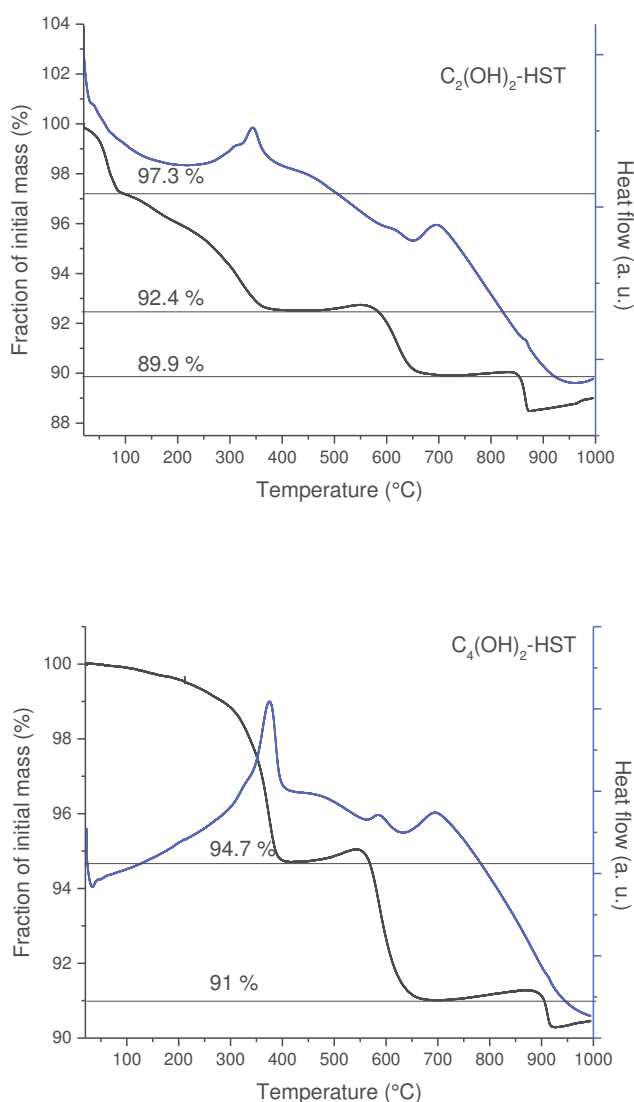 104
102
100
98
96
94
92
90
88
Fraction of initial mass (%)
C₂(OH)₂-HST
97.3 %
92.4 %
89.9 %
Heat flow (a. u.)
100 200 300 400 500 600 700 800 900 1000
Temperature (°C)
100
98
96
94
92
90
Fraction of initial mass (%)
C₄(OH)₂-HST
94.7 %
91 %
Heat flow (a. u.)
100 200 300 400 500 600 700 800 900 1000
Temperature (°C)